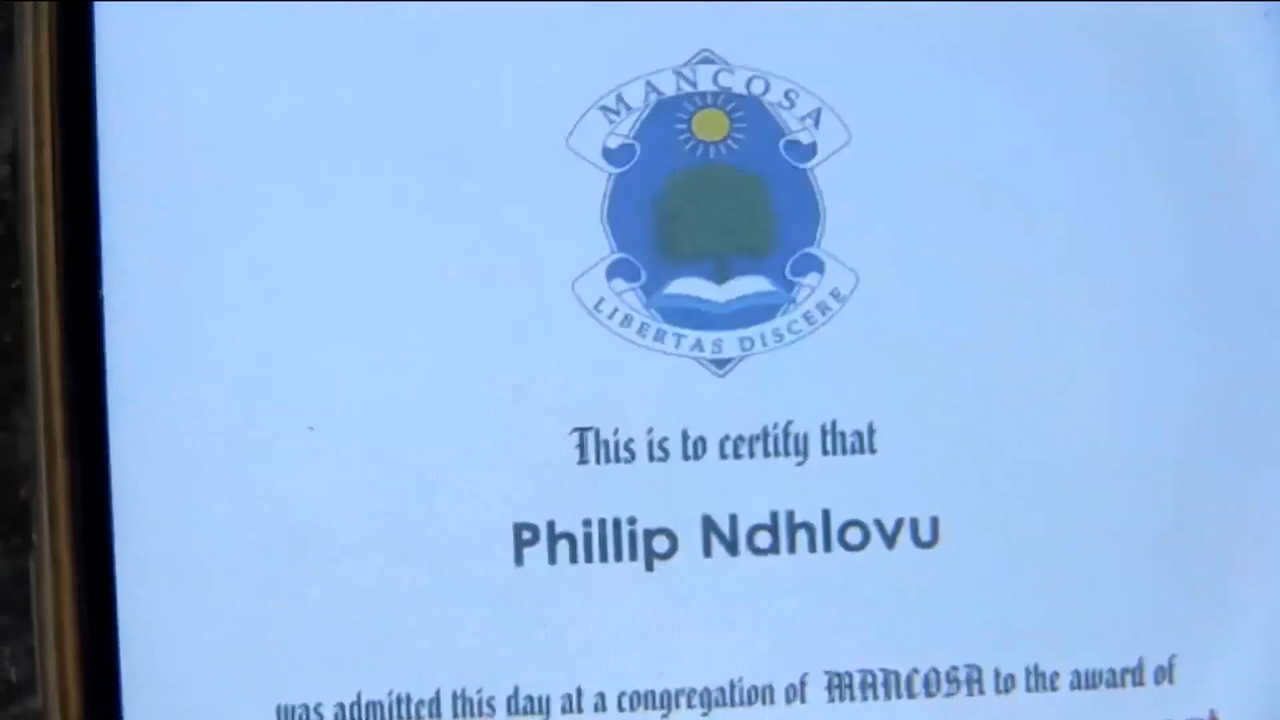 MANCOSA
LIBERTAS DISCERE
This is to certify that
Phillip Ndhlovu
was admitted this day at a congregation of MANCOSA to the award of